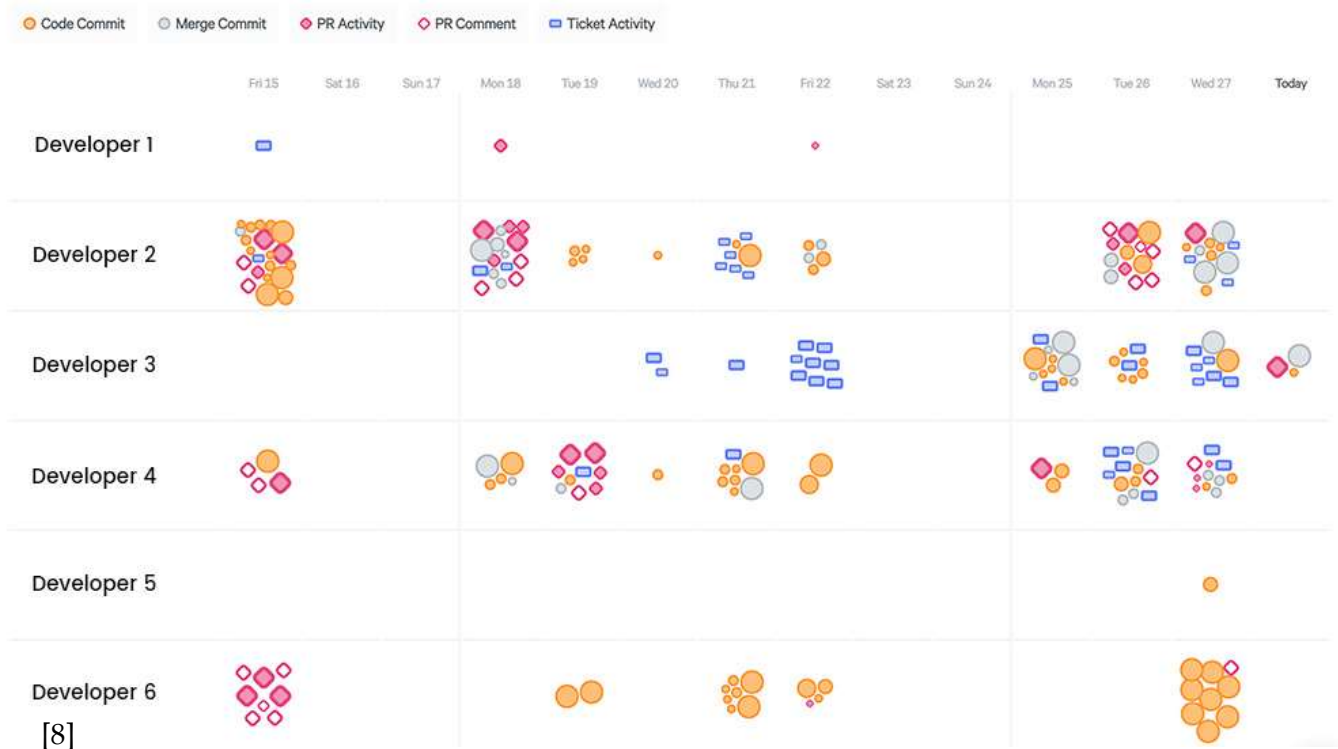 Code Commit Merge Commit PR Activity PR Comment Ticket Activity
Fri 15 Sat 16 Sun 17 Mon 18 Tue 19 Wed 20 Thu 21 Fri 22 Sat 23 Sun 24 Mon 25 Tue 26 Wed 27 Today
Developer 1
Developer 2
Developer 3
Developer 4
Developer 5
Developer 6
[8]